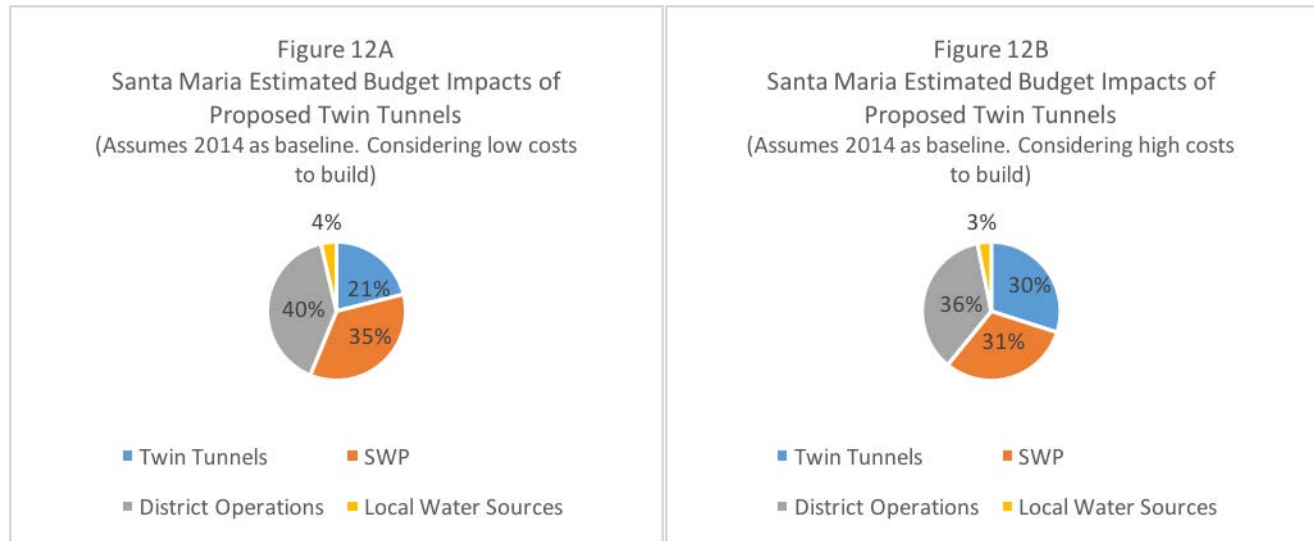 Figure 12A
Santa Maria Estimated Budget Impacts of
Proposed Twin Tunnels
(Assumes 2014 as baseline. Considering low costs
to build)
4%
21%
40%
35%
Twin Tunnels
SWP
District Operations
Local Water Sources
Figure 12B
Santa Maria Estimated Budget Impacts of
Proposed Twin Tunnels
(Assumes 2014 as baseline. Considering high costs
to build)
3%
30%
36%
31%
Twin Tunnels
SWP
District Operations
Local Water Sources